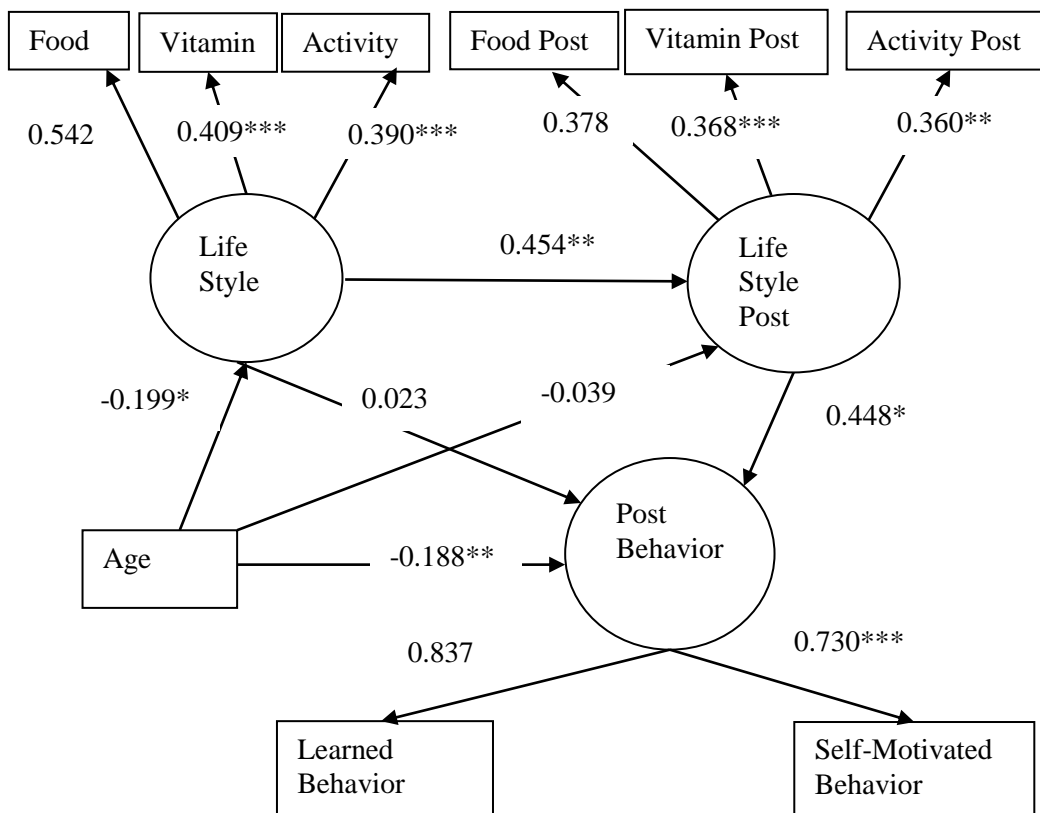 Food
Vitamin
Activity
Food Post
Vitamin Post
Activity Post
0.542
0.409***
0.390***
0.378
0.368***
0.360**
Life
Style
0.454**
Life
Style
Post
-0.199*
0.023
-0.039
0.448*
Age
-0.188**
Post
Behavior
0.837
0.730***
Learned
Behavior
Self-Motivated
Behavior